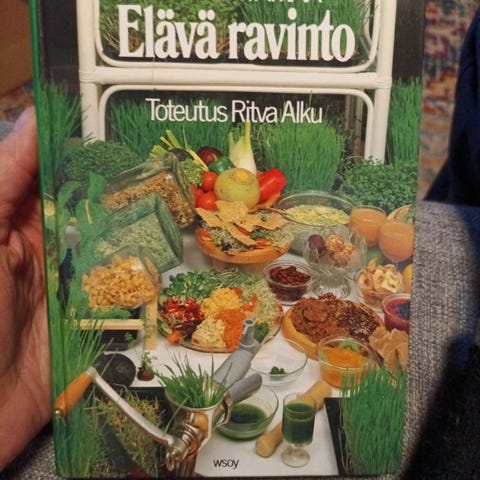 Elävä ravinto
Toteutus Ritva Alku
wsoy